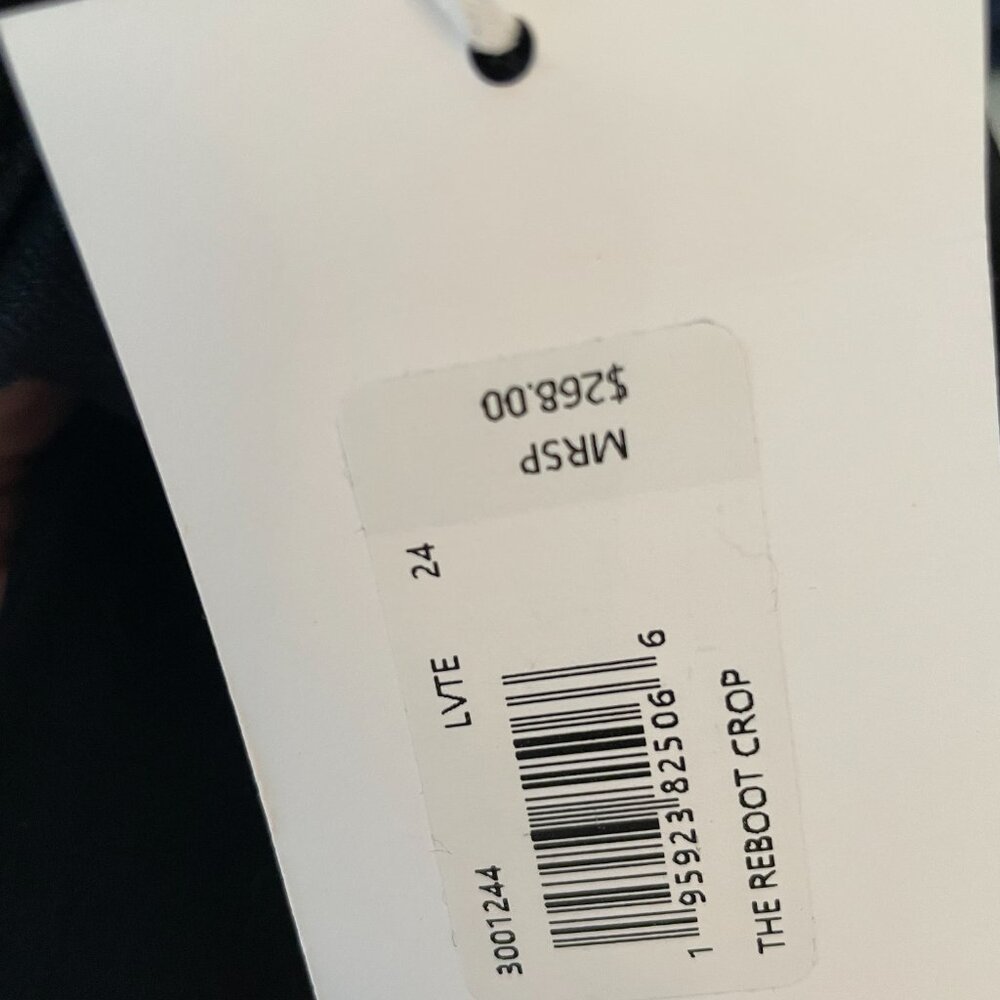 MRSP
$268.00
3001244 LVTE 24
1 95923 82506 6
THE REBOOT CROP